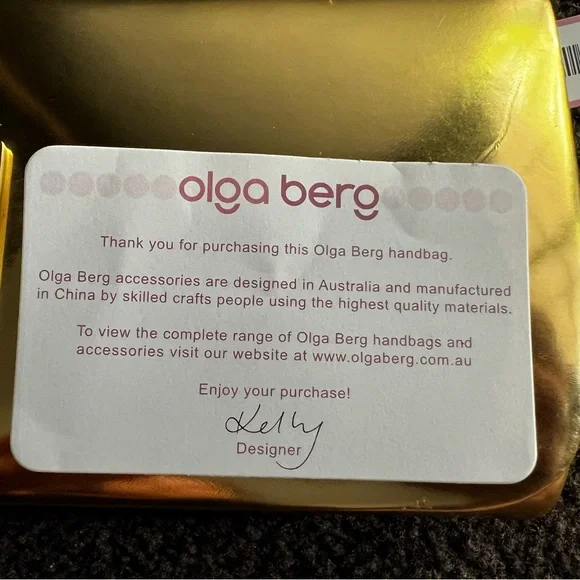 olga berg
Thank you for purchasing this Olga Berg handbag.
Olga Berg accessories are designed in Australia and manufactured
in China by skilled crafts people using the highest quality materials.
To view the complete range of Olga Berg handbags and
accessories visit our website at www.olgaberg.com.au
Enjoy your purchase!
Kelly
Designer